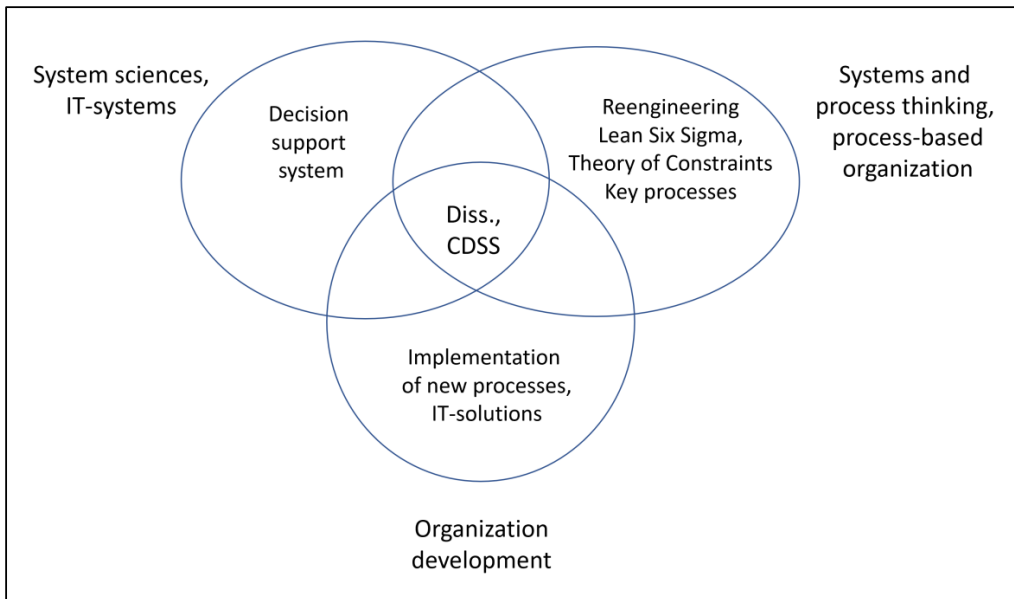 System sciences,
IT-systems
Decision
support
system
Reengineering
Lean Six Sigma,
Theory of Constraints
Key processes
Systems and
process thinking,
process-based
organization
Diss.,
CDSS
Implementation
of new processes,
IT-solutions
Organization
development